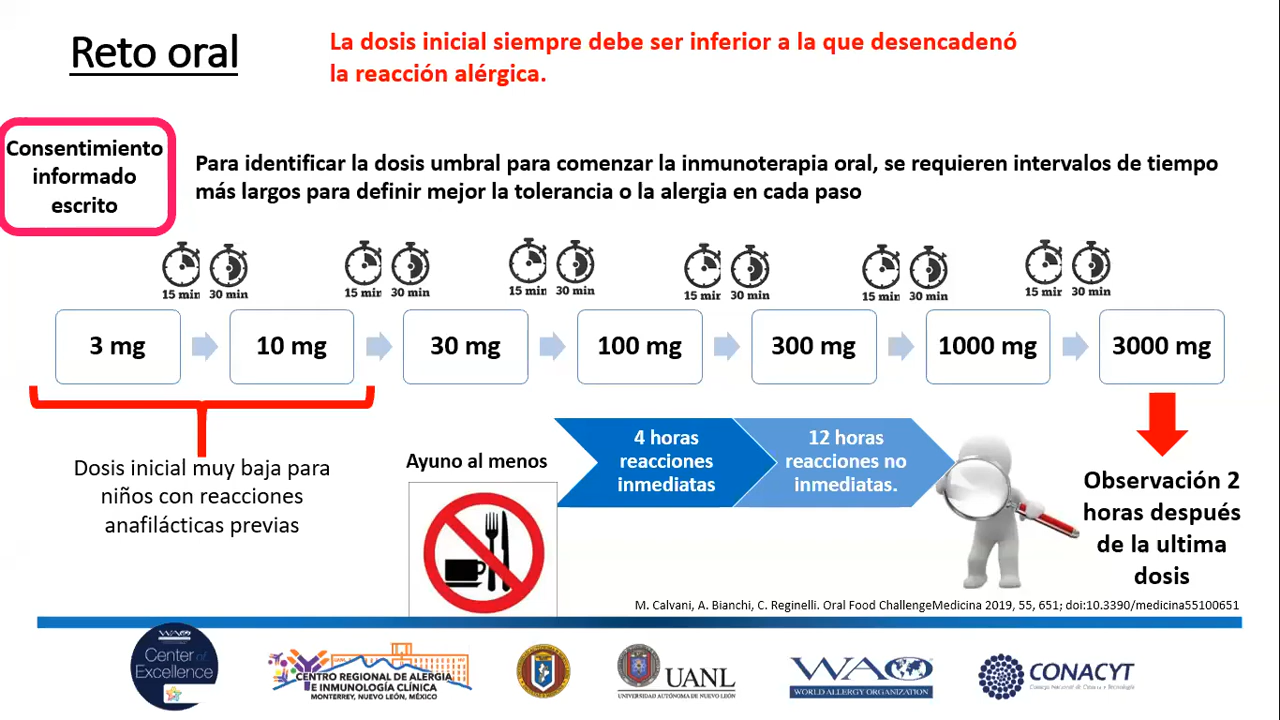 Reto oral
La dosis inicial siempre debe ser inferior a la que desencadenó
la reacción alérgica.
Consentimiento
informado
escrito
Para identificar la dosis umbral para comenzar la inmunoterapia oral, se requieren intervalos de tiempo
más largos para definir mejor la tolerancia o la alergia en cada paso
15 min 30 min
15 min 30 min
15 min 30 min
15 min 30 min
15 min 30 min
15 min 30 min
3 mg
10 mg
30 mg
100 mg
300 mg
1000 mg
3000 mg
Dosis inicial muy baja para
niños con reacciones
anafilácticas previas
Ayuno al menos
4 horas
reacciones
inmediatas
12 horas
reacciones no
inmediatas.
Observación 2
horas después
de la ultima
dosis
M. Calvani, A. Bianchi, C. Reginelli. Oral Food ChallengeMedicina 2019, 55, 651; doi:10.3390/medicina55100651
WAO
Center of
Excellence
CENTRO REGIONAL DE ALERGIA
E INMUNOLOGÍA CLÍNICA
MONTERREY, NUEVO LEÓN, MÉXICO
UANL
UNIVERSIDAD AUTÓNOMA DE NUEVO LEÓN
WAO
WORLD ALLERGY ORGANIZATION
CONACYT
Consejo Nacional de Ciencia y Tecnología